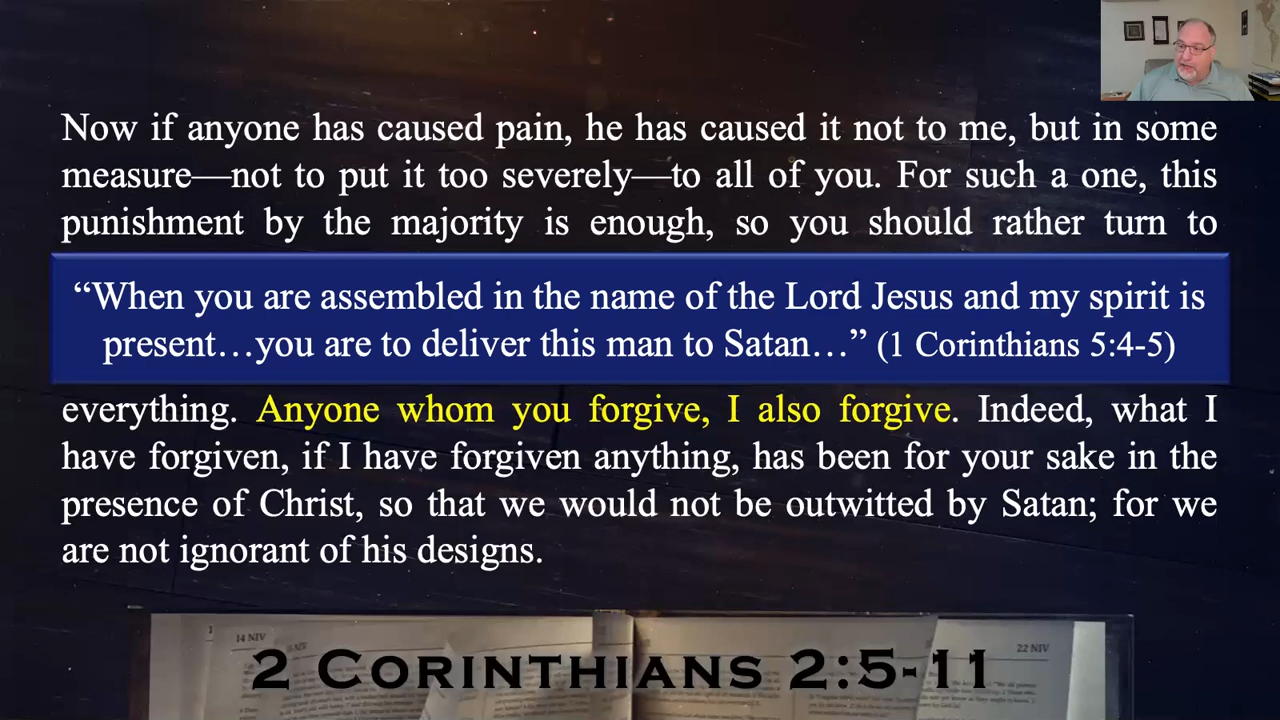 Now if anyone has caused pain, he has caused it not to me, but in some
measure—not to put it too severely—to all of you. For such a one, this
punishment by the majority is enough, so you should rather turn to
“When you are assembled in the name of the Lord Jesus and my spirit is
present…you are to deliver this man to Satan…” (1 Corinthians 5:4-5)
everything. Anyone whom you forgive, I also forgive. Indeed, what I
have forgiven, if I have forgiven anything, has been for your sake in the
presence of Christ, so that we would not be outwitted by Satan; for we
are not ignorant of his designs.
14 NIV
22 NIV
2 Corinthians 2:5-11